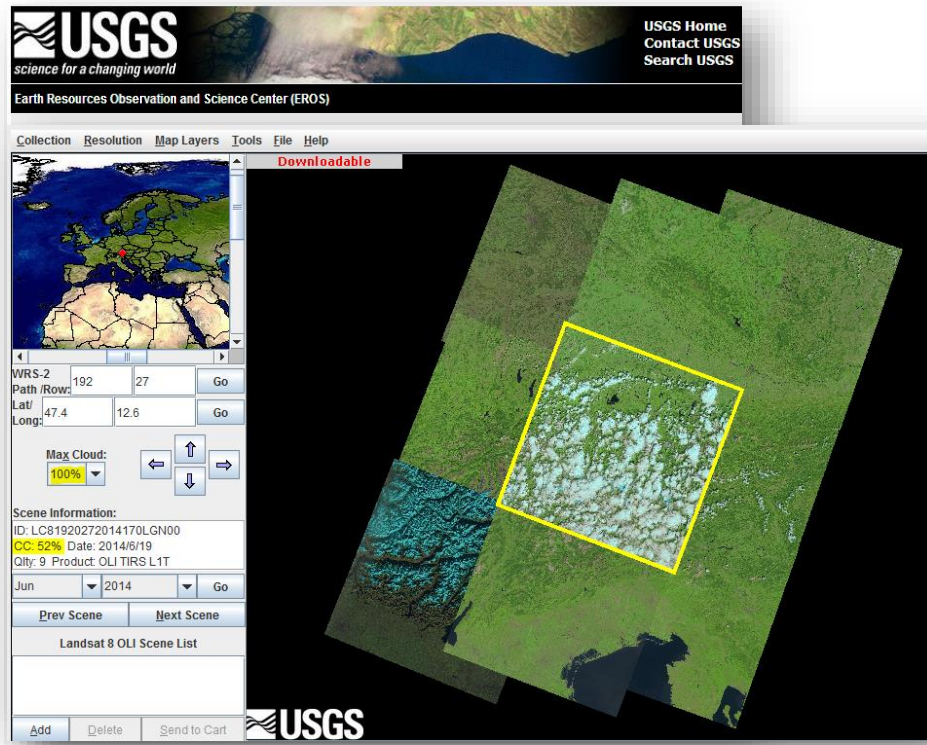 USGS
science for a changing world
USGS Home
Contact USGS
Search USGS
Earth Resources Observation and Science Center (EROS)
Collection Resolution Map Layers Tools File Help
Downloadable
WRS-2
Path /Row: 192 27 Go
Lat/
Long: 47.4 12.6 Go
Max Cloud:
100%
Scene Information:
ID: LC81920272014170LGN00
CC: 52% Date: 2014/6/19
Qlty: 9 Product: OLI TIRS L1T
Jun 2014 Go
Prev Scene Next Scene
Landsat 8 OLI Scene List
Add Delete Send to Cart
USGS